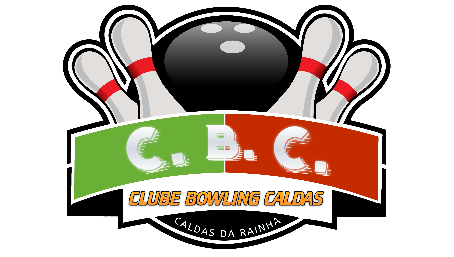 C. B. C.
CLUBE BOWLING CALDAS
CALDAS DA RAINHA